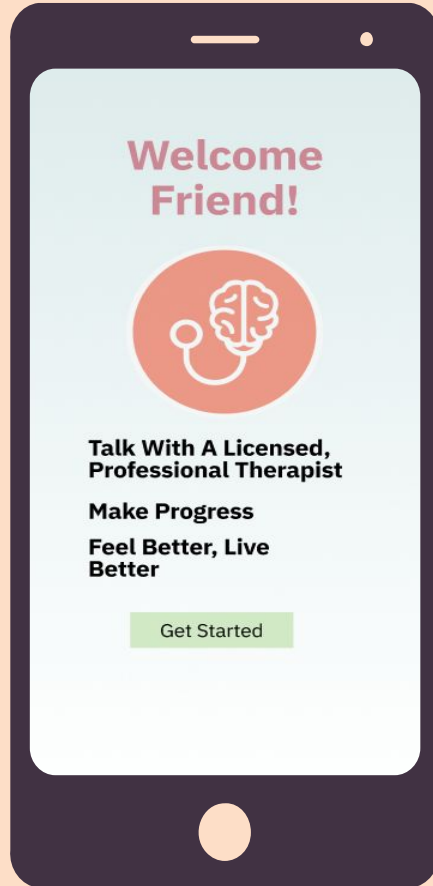 Welcome
Friend!
Talk With A Licensed,
Professional Therapist
Make Progress
Feel Better, Live
Better
Get Started